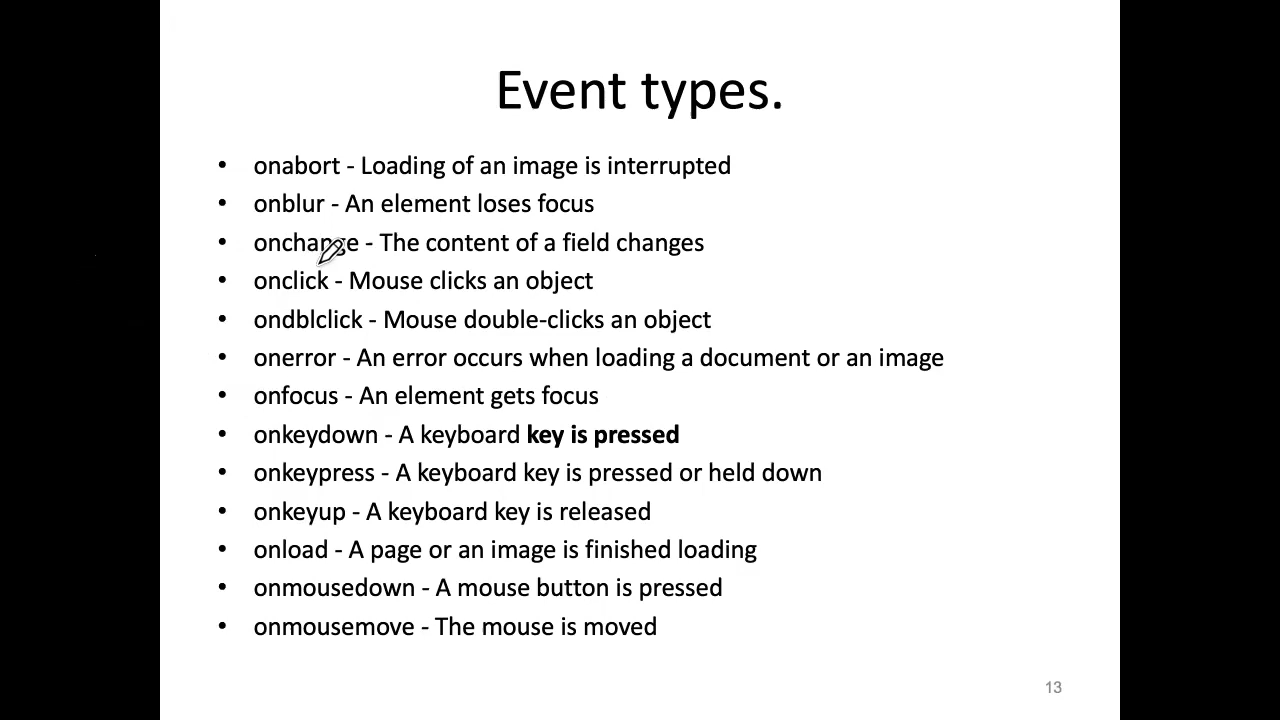 Event types.
• onabort - Loading of an image is interrupted
• onblur - An element loses focus
• onchange - The content of a field changes
• onclick - Mouse clicks an object
• ondblclick - Mouse double-clicks an object
• onerror - An error occurs when loading a document or an image
• onfocus - An element gets focus
• onkeydown - A keyboard key is pressed
• onkeypress - A keyboard key is pressed or held down
• onkeyup - A keyboard key is released
• onload - A page or an image is finished loading
• onmousedown - A mouse button is pressed
• onmousemove - The mouse is moved
13